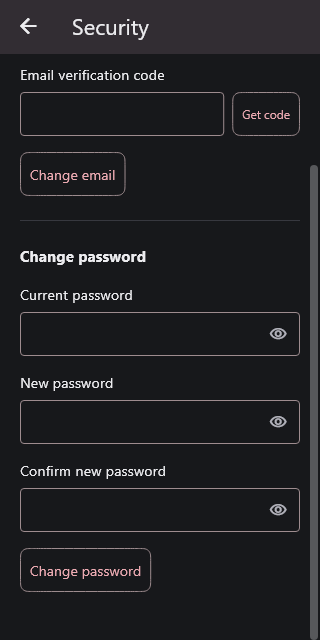 Security
Email verification code
Get code
Change email
Change password
Current password
New password
Confirm new password
Change password